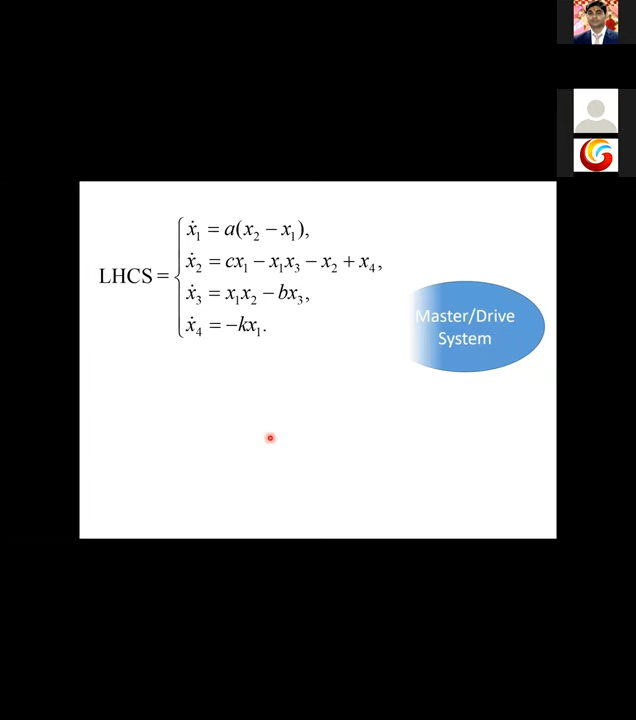 LHCS = { ẋ₁ = a(x₂ − x₁),
ẋ₂ = cx₁ − x₁x₃ − x₂ + x₄,
ẋ₃ = x₁x₂ − bx₃,
ẋ₄ = −kx₁.
Master/Drive
System